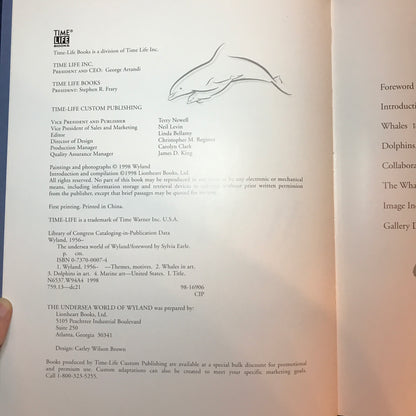 TIME
LIFE
BOOKS
Time-Life Books is a division of Time Life Inc.
TIME LIFE INC.
PRESIDENT AND CEO: George Artandi
TIME LIFE BOOKS
PRESIDENT: Stephen R. Frary
TIME-LIFE CUSTOM PUBLISHING
VICE PRESIDENT AND PUBLISHER Terry Newell
Vice President of Sales and Marketing Neil Levin
Editor Linda Bellamy
Director of Design Christopher M. Register
Production Manager Carolyn Clark
Quality Assurance Manager James D. King
Paintings and photographs © 1998 Wyland
Introduction and compilation ©1998 Lionheart Books, Ltd.
All rights reserved. No part of this book may be reproduced in any form or by any electronic or mechanical
means, including information storage and retrieval devices or systems, without prior written permission
from the publisher, except that brief passages may be quoted for reviews.
First printing. Printed in China.
TIME-LIFE is a trademark of Time Warner Inc. U.S.A.
Library of Congress Cataloging-in-Publication Data
Wyland, 1956–
The undersea world of Wyland/foreword by Sylvia Earle.
p. cm.
ISBN 0-7370-0007-4
1. Wyland, 1956– —Themes, motives. 2. Whales in art.
3. Dolphins in art. 4. Marine art—United States. I. Title.
N6537.W94A4 1998
759.13—dc21 98-16906
CIP
THE UNDERSEA WORLD OF WYLAND was prepared by:
Lionheart Books, Ltd.
5105 Peachtree Industrial Boulevard
Suite 250
Atlanta, Georgia 30341
Design: Carley Wilson Brown
Books produced by Time-Life Custom Publishing are available at a special bulk discount for promotional
and premium use. Custom adaptations can also be created to meet your specific marketing goals.
Call 1-800-323-5255.
Foreword
Introducti
Whales 1
Dolphins
Collabora
The Wha
Image In
Gallery D